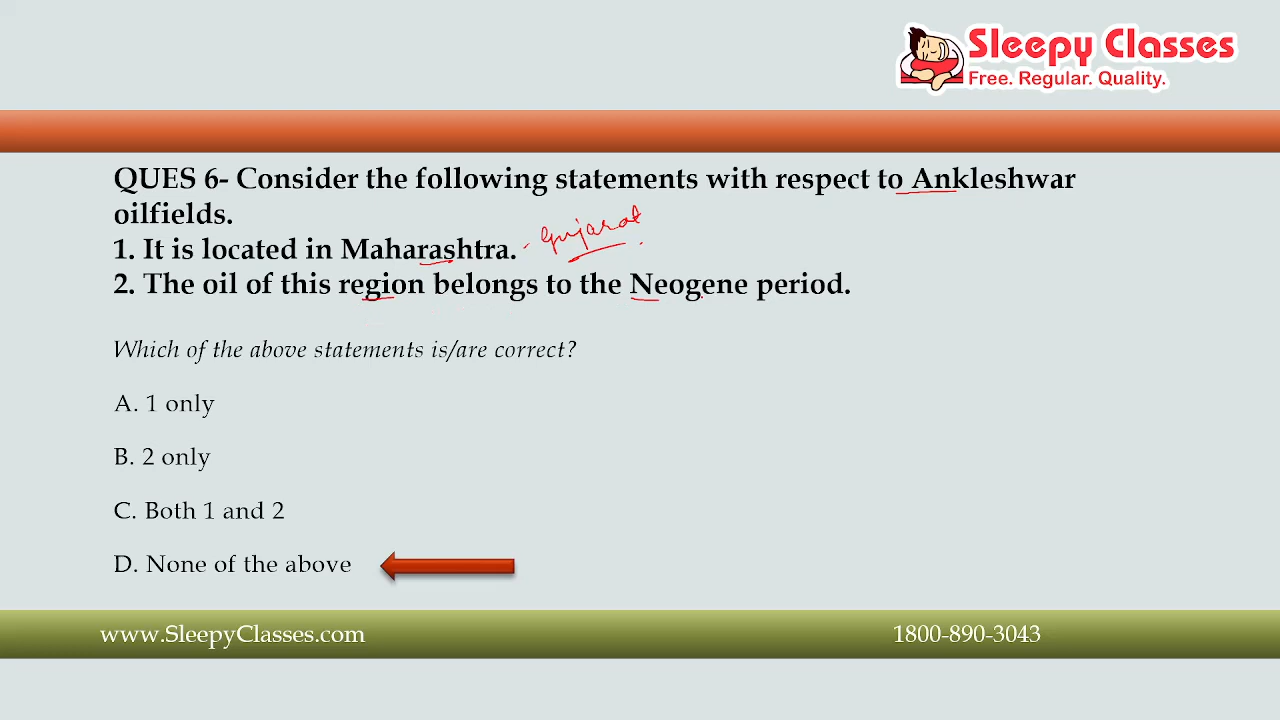 Sleepy Classes
Free. Regular. Quality.
QUES 6- Consider the following statements with respect to Ankleshwar
oilfields.
1. It is located in Maharashtra. - Gujarat
2. The oil of this region belongs to the Neogene period.
Which of the above statements is/are correct?
A. 1 only
B. 2 only
C. Both 1 and 2
D. None of the above
www.SleepyClasses.com
1800-890-3043